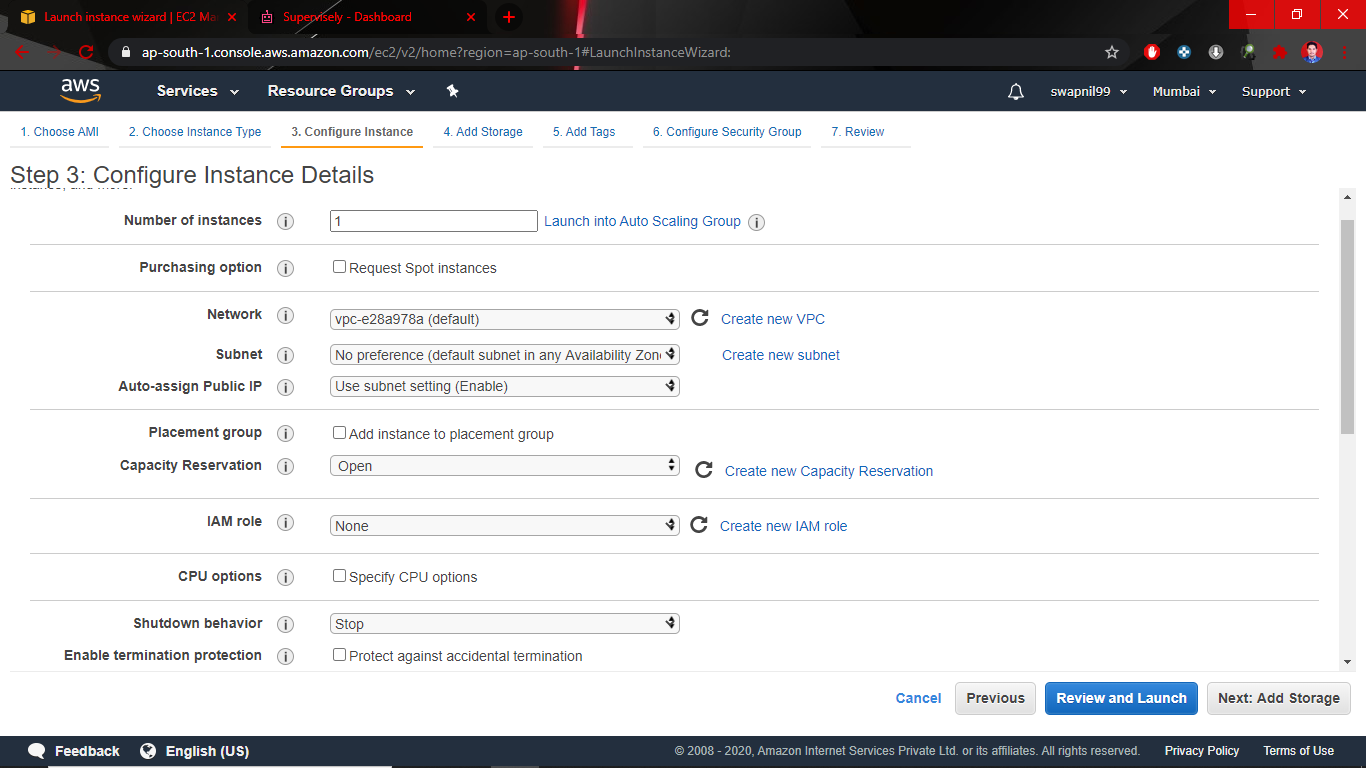 Launch instance wizard | EC2 Ma
Supervisely - Dashboard
ap-south-1.console.aws.amazon.com/ec2/v2/home?region=ap-south-1#LaunchInstanceWizard:
aws
Services
Resource Groups
swapnil99
Mumbai
Support
1. Choose AMI
2. Choose Instance Type
3. Configure Instance
4. Add Storage
5. Add Tags
6. Configure Security Group
7. Review
Step 3: Configure Instance Details
Number of instances
1
Launch into Auto Scaling Group
Purchasing option
Request Spot instances
Network
vpc-e28a978a (default)
Create new VPC
Subnet
No preference (default subnet in any Availability Zone
Create new subnet
Auto-assign Public IP
Use subnet setting (Enable)
Placement group
Add instance to placement group
Capacity Reservation
Open
Create new Capacity Reservation
IAM role
None
Create new IAM role
CPU options
Specify CPU options
Shutdown behavior
Stop
Enable termination protection
Protect against accidental termination
Cancel
Previous
Review and Launch
Next: Add Storage
Feedback
English (US)
© 2008 - 2020, Amazon Internet Services Private Ltd. or its affiliates. All rights reserved.
Privacy Policy
Terms of Use